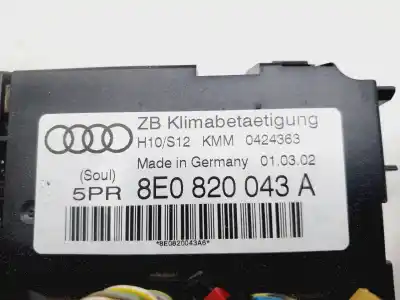 ZB Klimabetaetigung
H10/S12 KMM 0424363
Made in Germany 01.03.02
(Soul)
5PR 8E0 820 043 A
*8E0820043A6*